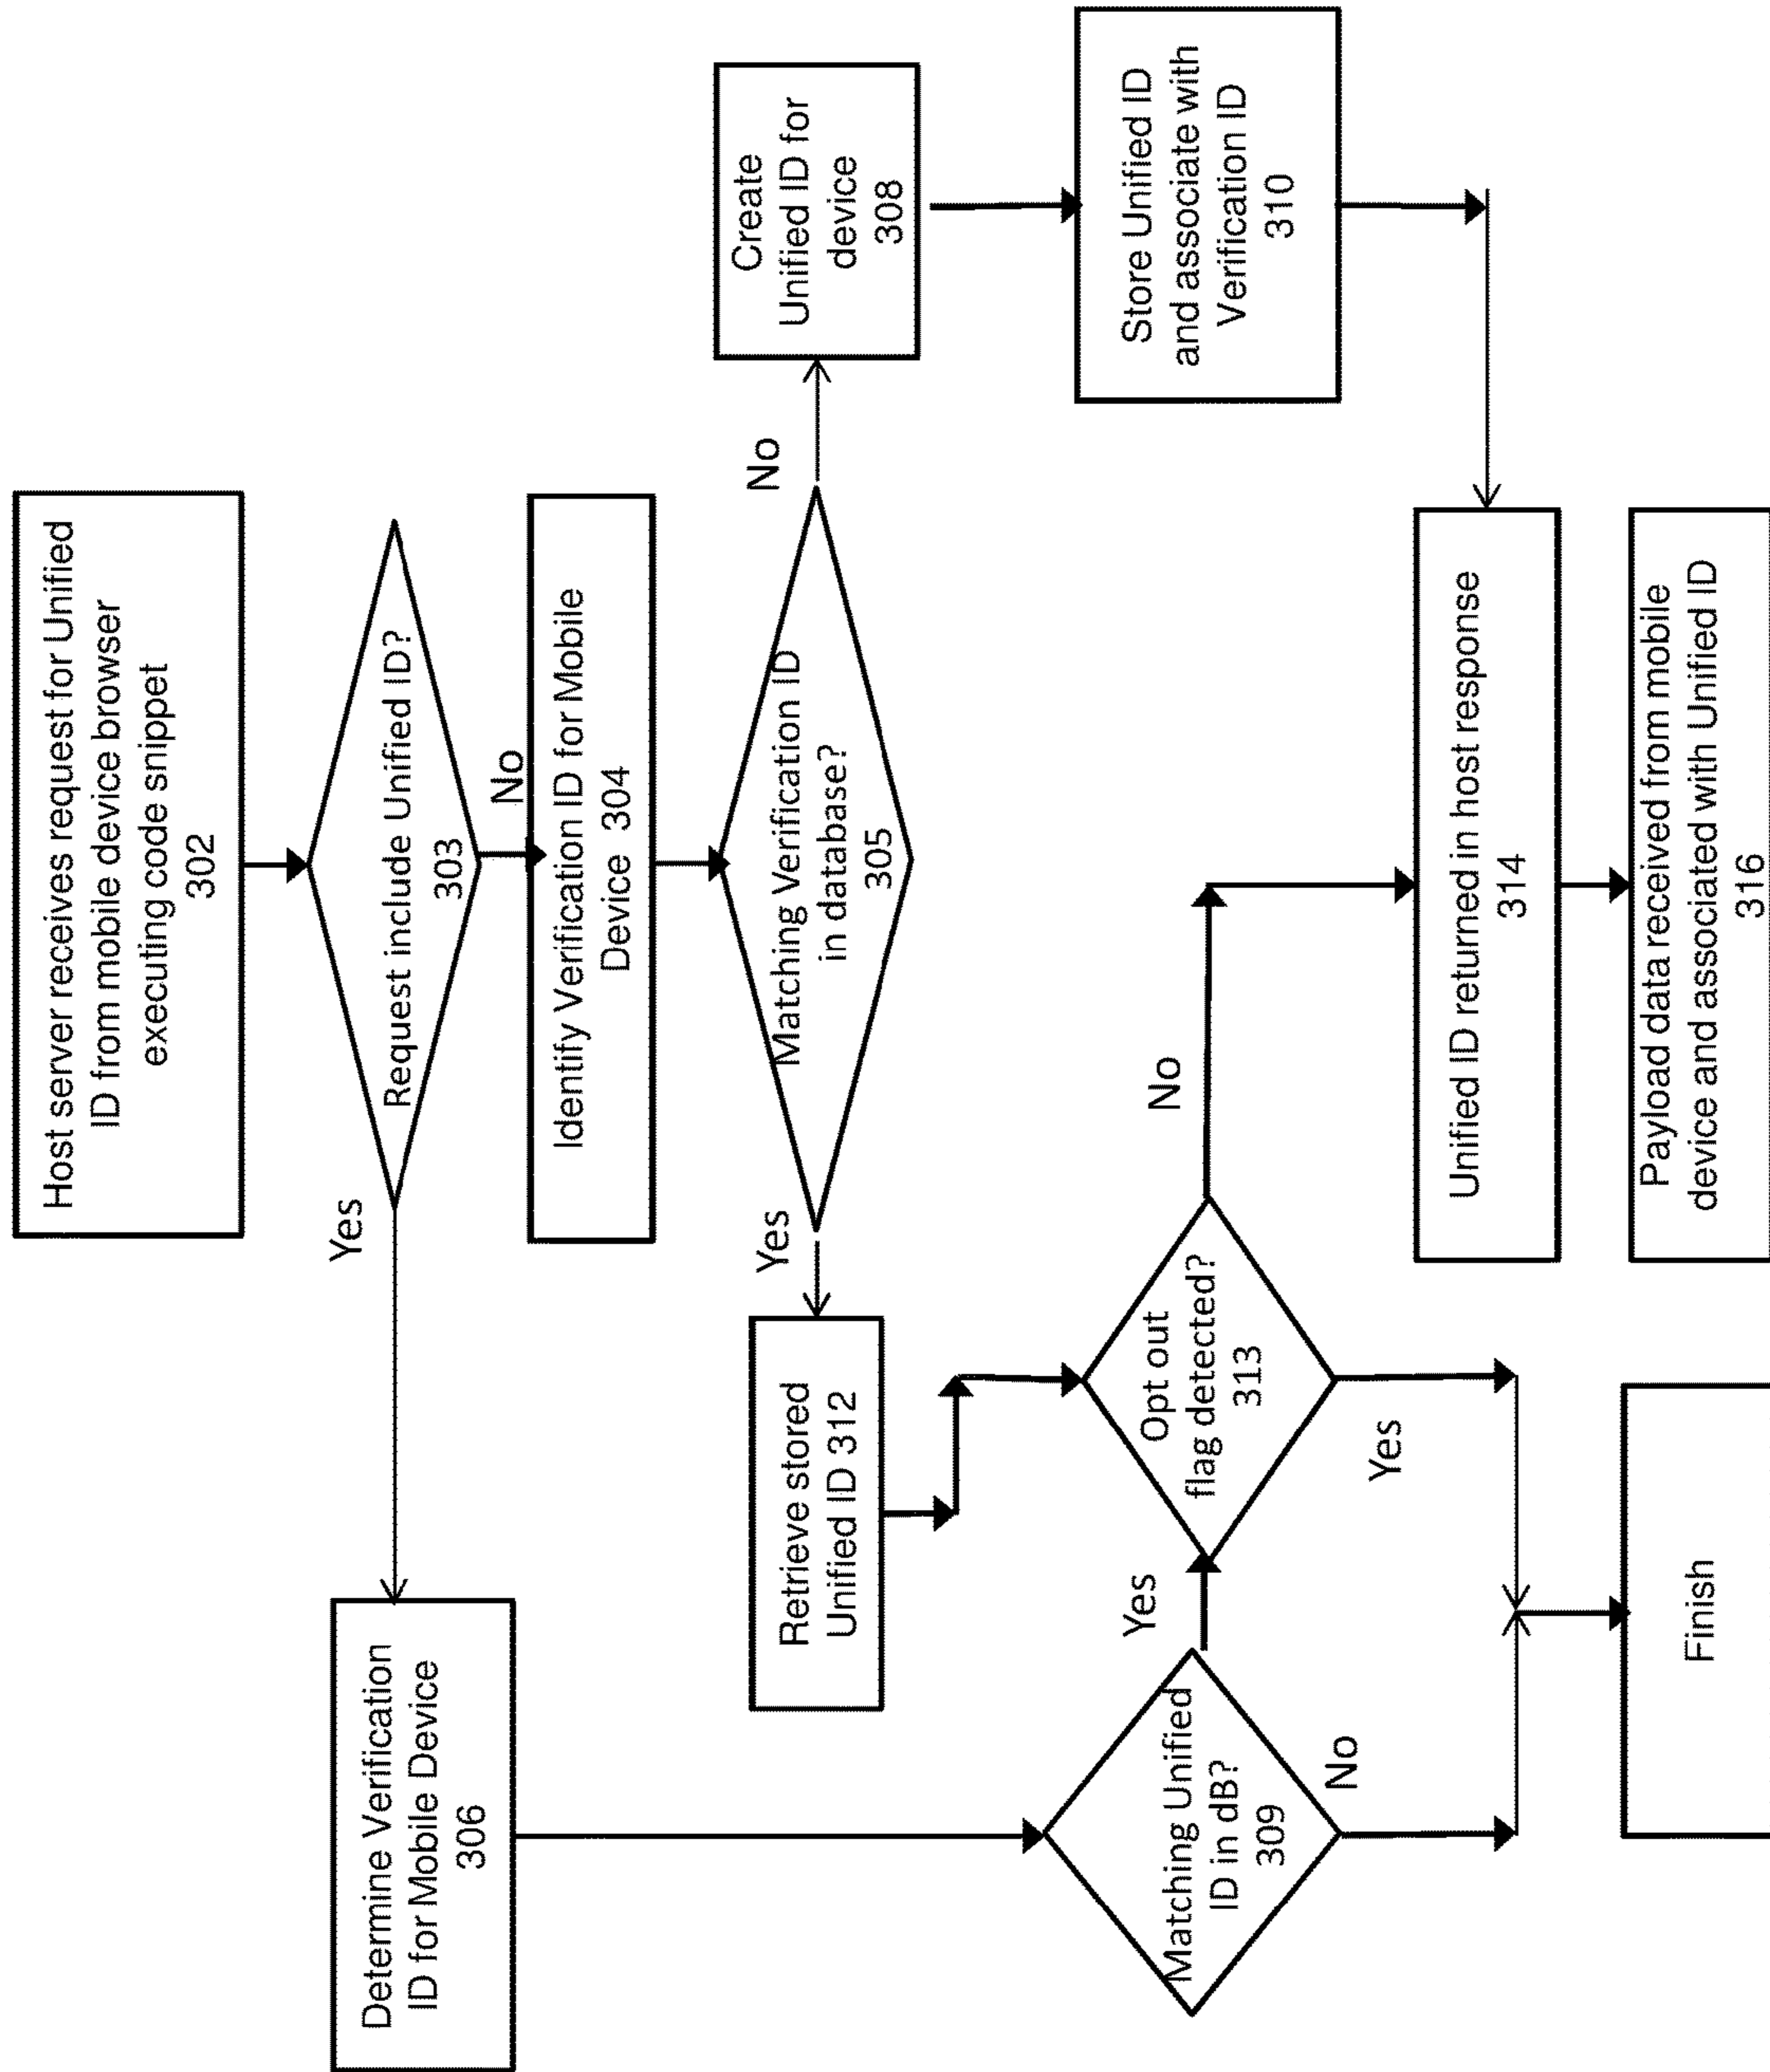 Host server receives request for Unified
ID from mobile device browser
executing code snippet
302
Request include Unified ID?
303
Yes
No
Determine Verification
ID for Mobile Device
306
Identify Verification ID for Mobile
Device 304
Matching Verification ID
in database?
305
Yes
No
Create
Unified ID for
device
308
Retrieve stored
Unified ID 312
Store Unified ID
and associate with
Verification ID
310
Matching Unified
ID in dB?
309
Yes
No
Opt out
flag detected?
313
No
Yes
Unified ID returned in host response
314
Payload data received from mobile
device and associated with Unified ID
316
Finish